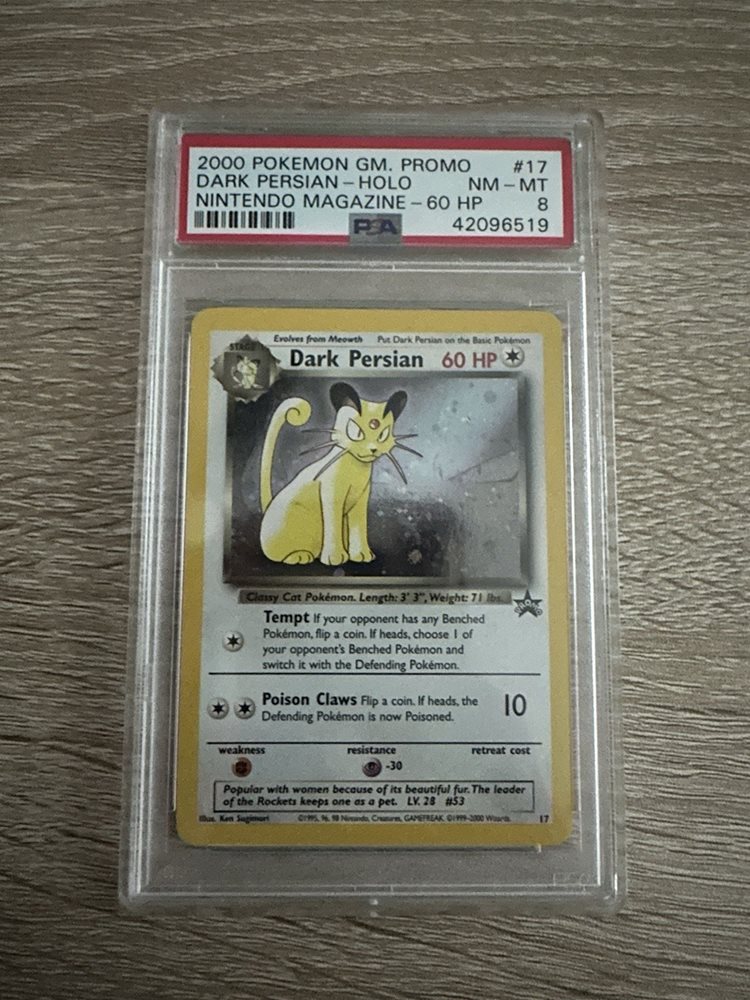 2000 POKEMON GM. PROMO #17
DARK PERSIAN - HOLO NM - MT
NINTENDO MAGAZINE - 60 HP 8
PSA 42096519
Evolves from Meowth Put Dark Persian on the Basic Pokémon
STAGE 1
Dark Persian 60 HP
Classy Cat Pokémon. Length: 3' 3", Weight: 71 lbs.
PROMO
Tempt If your opponent has any Benched
Pokémon, flip a coin. If heads, choose 1 of
your opponent's Benched Pokémon and
switch it with the Defending Pokémon.
Poison Claws Flip a coin. If heads, the 10
Defending Pokémon is now Poisoned.
weakness resistance retreat cost
-30
Popular with women because of its beautiful fur. The leader
of the Rockets keeps one as a pet. LV. 28 #53
Illus. Ken Sugimori ©1995, 96, 98 Nintendo, Creatures, GAMEFREAK. ©1999-2000 Wizards. 17